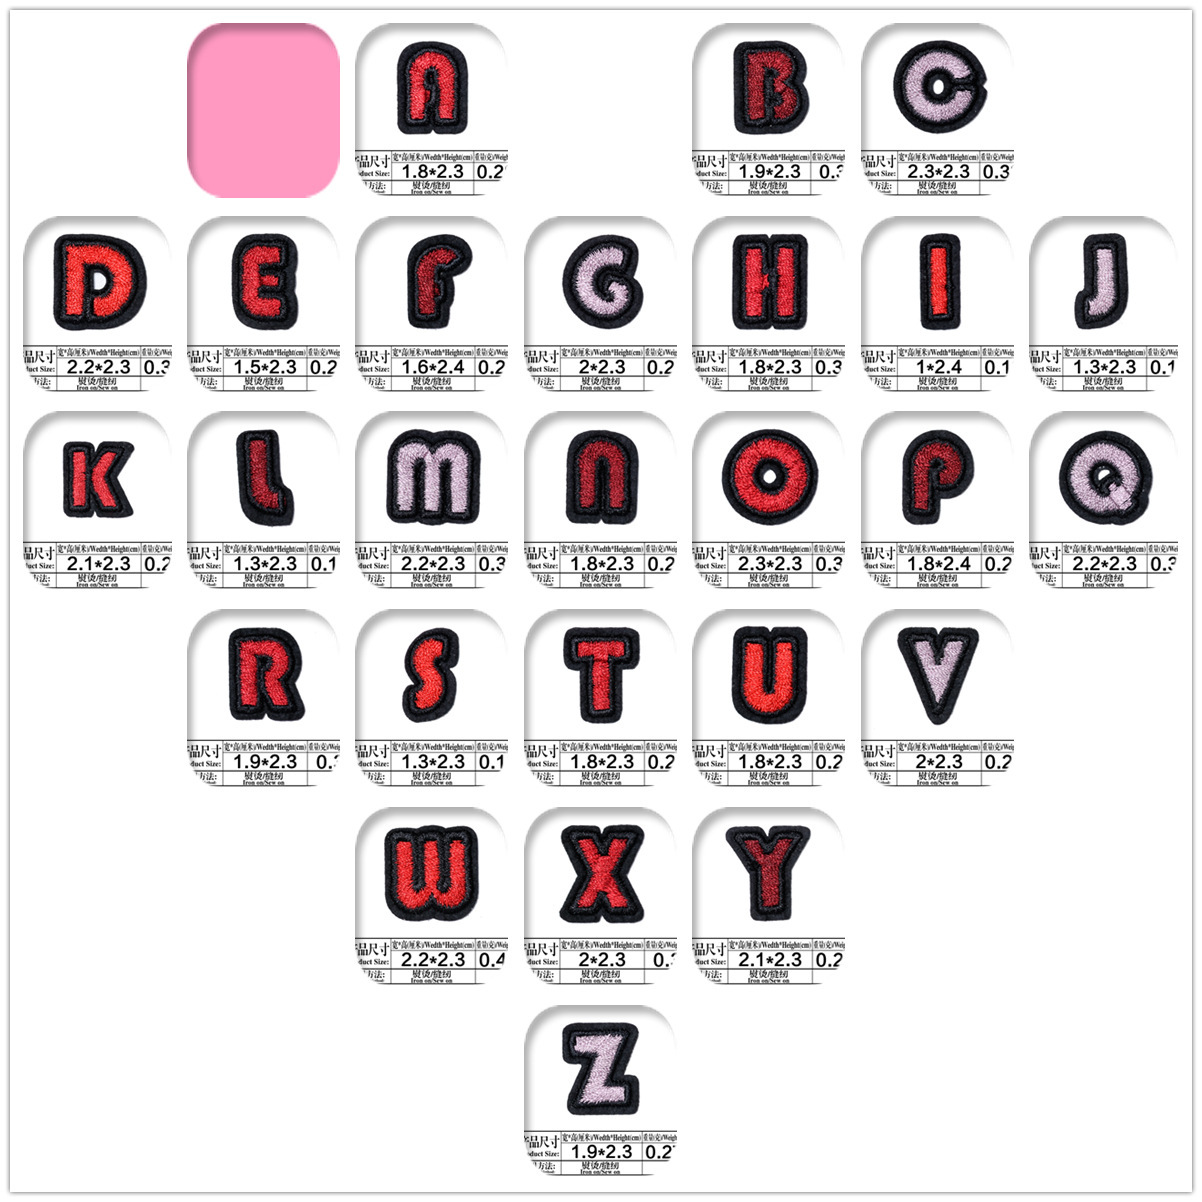 A
品尺寸 宽*高(厘米)/Wedth*Height(cm) 重量(克)/Weig
duct Size: 1.8*2.3 0.2
方法: 熨烫/缝纫
Iron on/Sew on
B
品尺寸 宽*高(厘米)/Wedth*Height(cm) 重量(克)/Weig
duct Size: 1.9*2.3 0.3
方法: 熨烫/缝纫
Iron on/Sew on
C
品尺寸 宽*高(厘米)/Wedth*Height(cm) 重量(克)/Weig
duct Size: 2.3*2.3 0.3
方法: 熨烫/缝纫
Iron on/Sew on
D
品尺寸 宽*高(厘米)/Wedth*Height(cm) 重量(克)/Wei
duct Size: 2.2*2.3 0.3
方法: 熨烫/缝纫
Iron on/Sew on
E
品尺寸 宽*高(厘米)/Wedth*Height(cm) 重量(克)/Wei
duct Size: 1.5*2.3 0.2
方法: 熨烫/缝纫
Iron on/Sew on
F
品尺寸 宽*高(厘米)/Wedth*Height(cm) 重量(克)/Weig
duct Size: 1.6*2.4 0.2
方法: 熨烫/缝纫
Iron on/Sew on
G
品尺寸 宽*高(厘米)/Wedth*Height(cm) 重量(克)/Weig
duct Size: 2*2.3 0.2
方法: 熨烫/缝纫
Iron on/Sew on
H
品尺寸 宽*高(厘米)/Wedth*Height(cm) 重量(克)/Weig
duct Size: 1.8*2.3 0.3
方法: 熨烫/缝纫
Iron on/Sew on
I
品尺寸 宽*高(厘米)/Wedth*Height(cm) 重量(克)/Weig
duct Size: 1*2.4 0.1
方法: 熨烫/缝纫
Iron on/Sew on
J
品尺寸 宽*高(厘米)/Wedth*Height(cm) 重量(克)/Wei
duct Size: 1.3*2.3 0.1
方法: 熨烫/缝纫
Iron on/Sew on
K
品尺寸 宽*高(厘米)/Wedth*Height(cm) 重量(克)/Wei
duct Size: 2.1*2.3 0.2
方法: 熨烫/缝纫
Iron on/Sew on
L
品尺寸 宽*高(厘米)/Wedth*Height(cm) 重量(克)/Wei
duct Size: 1.3*2.3 0.1
方法: 熨烫/缝纫
Iron on/Sew on
M
品尺寸 宽*高(厘米)/Wedth*Height(cm) 重量(克)/Weig
duct Size: 2.2*2.3 0.3
方法: 熨烫/缝纫
Iron on/Sew on
N
品尺寸 宽*高(厘米)/Wedth*Height(cm) 重量(克)/Weig
duct Size: 1.8*2.3 0.2
方法: 熨烫/缝纫
Iron on/Sew on
O
品尺寸 宽*高(厘米)/Wedth*Height(cm) 重量(克)/Weig
duct Size: 2.3*2.3 0.3
方法: 熨烫/缝纫
Iron on/Sew on
P
品尺寸 宽*高(厘米)/Wedth*Height(cm) 重量(克)/Weig
duct Size: 1.8*2.4 0.2
方法: 熨烫/缝纫
Iron on/Sew on
Q
品尺寸 宽*高(厘米)/Wedth*Height(cm) 重量(克)/Wei
duct Size: 2.2*2.3 0.3
方法: 熨烫/缝纫
Iron on/Sew on
R
品尺寸 宽*高(厘米)/Wedth*Height(cm) 重量(克)/Wei
duct Size: 1.9*2.3 0.
方法: 熨烫/缝纫
Iron on/Sew on
S
品尺寸 宽*高(厘米)/Wedth*Height(cm) 重量(克)/Weig
duct Size: 1.3*2.3 0.1
方法: 熨烫/缝纫
Iron on/Sew on
T
品尺寸 宽*高(厘米)/Wedth*Height(cm) 重量(克)/Weig
duct Size: 1.8*2.3 0.2
方法: 熨烫/缝纫
Iron on/Sew on
U
品尺寸 宽*高(厘米)/Wedth*Height(cm) 重量(克)/Weig
duct Size: 1.8*2.3 0.2
方法: 熨烫/缝纫
Iron on/Sew on
V
品尺寸 宽*高(厘米)/Wedth*Height(cm) 重量(克)/Weig
duct Size: 2*2.3 0.2
方法: 熨烫/缝纫
Iron on/Sew on
W
品尺寸 宽*高(厘米)/Wedth*Height(cm) 重量(克)/Weig
duct Size: 2.2*2.3 0.4
方法: 熨烫/缝纫
Iron on/Sew on
X
品尺寸 宽*高(厘米)/Wedth*Height(cm) 重量(克)/Weig
duct Size: 2*2.3 0.
方法: 熨烫/缝纫
Iron on/Sew on
Y
品尺寸 宽*高(厘米)/Wedth*Height(cm) 重量(克)/Weig
duct Size: 2.1*2.3 0.2
方法: 熨烫/缝纫
Iron on/Sew on
Z
品尺寸 宽*高(厘米)/Wedth*Height(cm) 重量(克)/Weig
duct Size: 1.9*2.3 0.2
方法: 熨烫/缝纫
Iron on/Sew on